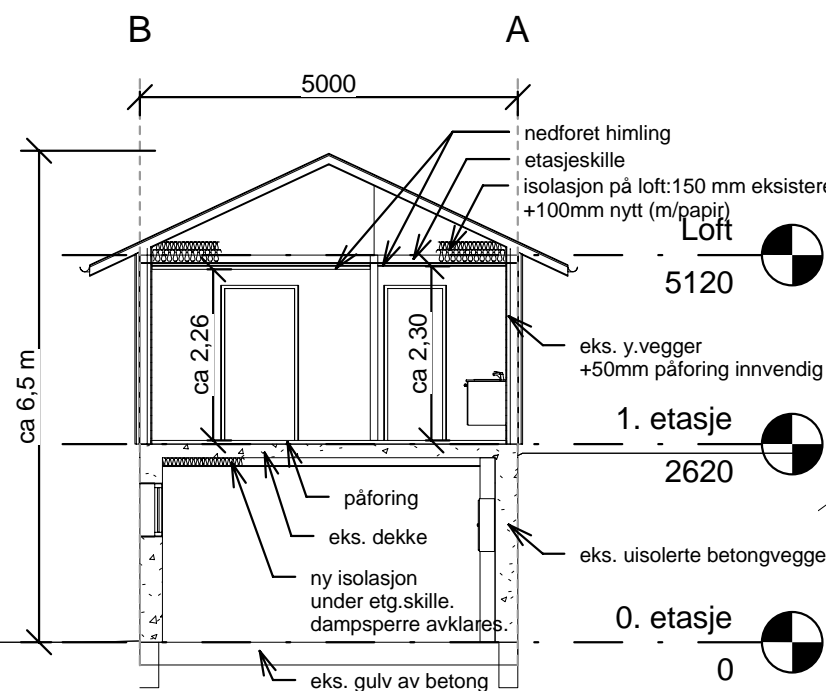 B
A
5000
nedforet himling
etasjeskille
isolasjon på loft:150 mm eksistere
+100mm nytt (m/papir)
Loft
5120
ca 6,5 m
ca 2,26
ca 2,30
eks. y.vegger
+50mm påforing innvendig
1. etasje
2620
påforing
eks. dekke
ny isolasjon
under etg.skille.
dampsperre avklares.
eks. uisolerte betongvegge
0. etasje
0
eks. gulv av betong